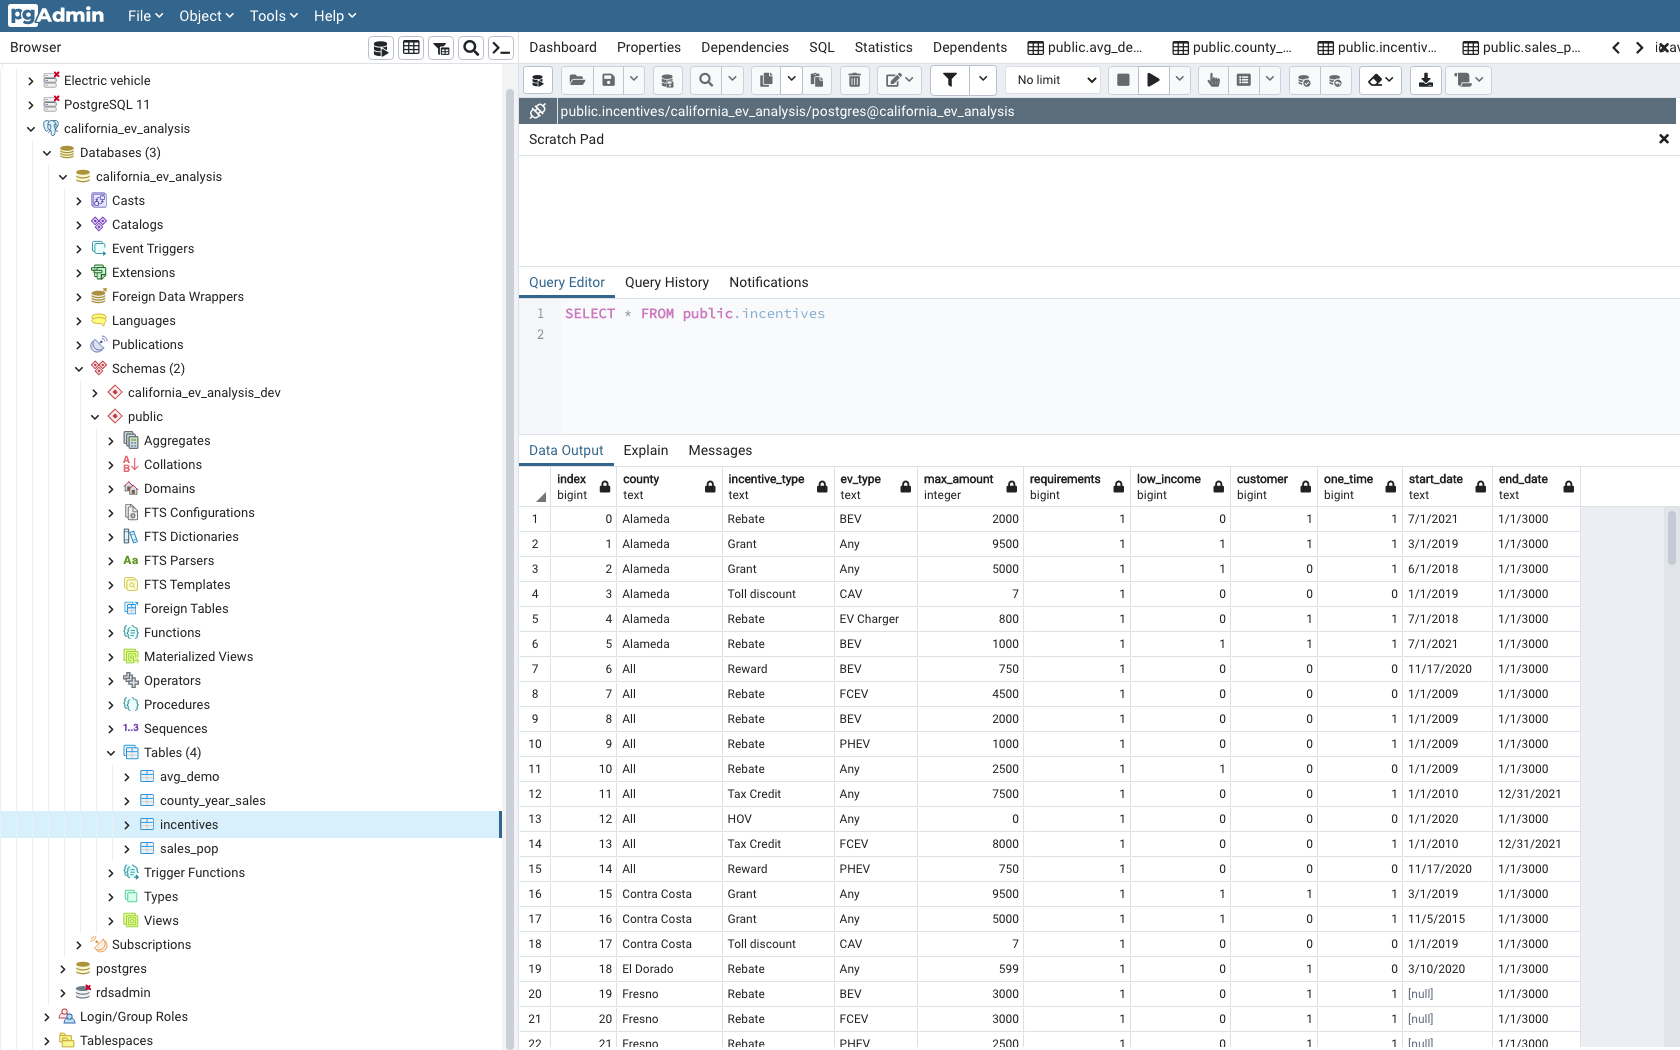 pgAdmin File Object Tools Help
Browser
Electric vehicle
PostgreSQL 11
california_ev_analysis
Databases (3)
california_ev_analysis
Casts
Catalogs
Event Triggers
Extensions
Foreign Data Wrappers
Languages
Publications
Schemas (2)
california_ev_analysis_dev
public
Aggregates
Collations
Domains
FTS Configurations
FTS Dictionaries
Aa FTS Parsers
FTS Templates
Foreign Tables
Functions
Materialized Views
Operators
Procedures
1..3 Sequences
Tables (4)
avg_demo
county_year_sales
incentives
sales_pop
Trigger Functions
Types
Views
Subscriptions
postgres
rdsadmin
Login/Group Roles
Tablespaces
Dashboard Properties Dependencies SQL Statistics Dependents public.avg_de... public.county_... public.incentiv... public.sales_p...
No limit
public.incentives/california_ev_analysis/postgres@california_ev_analysis
Scratch Pad
Query Editor Query History Notifications
1 SELECT * FROM public.incentives
2
Data Output Explain Messages
index county incentive_type ev_type max_amount requirements low_income customer one_time start_date end_date
bigint text text text integer bigint bigint bigint bigint text text
1 0 Alameda Rebate BEV 2000 1 0 1 1 7/1/2021 1/1/3000
2 1 Alameda Grant Any 9500 1 1 1 1 3/1/2019 1/1/3000
3 2 Alameda Grant Any 5000 1 1 0 1 6/1/2018 1/1/3000
4 3 Alameda Toll discount CAV 7 1 0 0 0 1/1/2019 1/1/3000
5 4 Alameda Rebate EV Charger 800 1 0 1 1 7/1/2018 1/1/3000
6 5 Alameda Rebate BEV 1000 1 1 1 1 7/1/2021 1/1/3000
7 6 All Reward BEV 750 1 0 0 0 11/17/2020 1/1/3000
8 7 All Rebate FCEV 4500 1 0 0 0 1/1/2009 1/1/3000
9 8 All Rebate BEV 2000 1 0 0 1 1/1/2009 1/1/3000
10 9 All Rebate PHEV 1000 1 0 0 1 1/1/2009 1/1/3000
11 10 All Rebate Any 2500 1 1 0 0 1/1/2009 1/1/3000
12 11 All Tax Credit Any 7500 1 0 0 1 1/1/2010 12/31/2021
13 12 All HOV Any 0 1 0 0 0 1/1/2020 1/1/3000
14 13 All Tax Credit FCEV 8000 1 0 0 1 1/1/2010 12/31/2021
15 14 All Reward PHEV 750 1 0 0 0 11/17/2020 1/1/3000
16 15 Contra Costa Grant Any 9500 1 1 1 1 3/1/2019 1/1/3000
17 16 Contra Costa Grant Any 5000 1 1 0 1 11/5/2015 1/1/3000
18 17 Contra Costa Toll discount CAV 7 1 0 0 0 1/1/2019 1/1/3000
19 18 El Dorado Rebate Any 599 1 0 1 0 3/10/2020 1/1/3000
20 19 Fresno Rebate BEV 3000 1 0 1 1 [null] 1/1/3000
21 20 Fresno Rebate FCEV 3000 1 0 1 1 [null] 1/1/3000
22 21 Fresno Rebate PHEV 2500 1 0 1 1 [null] 1/1/3000